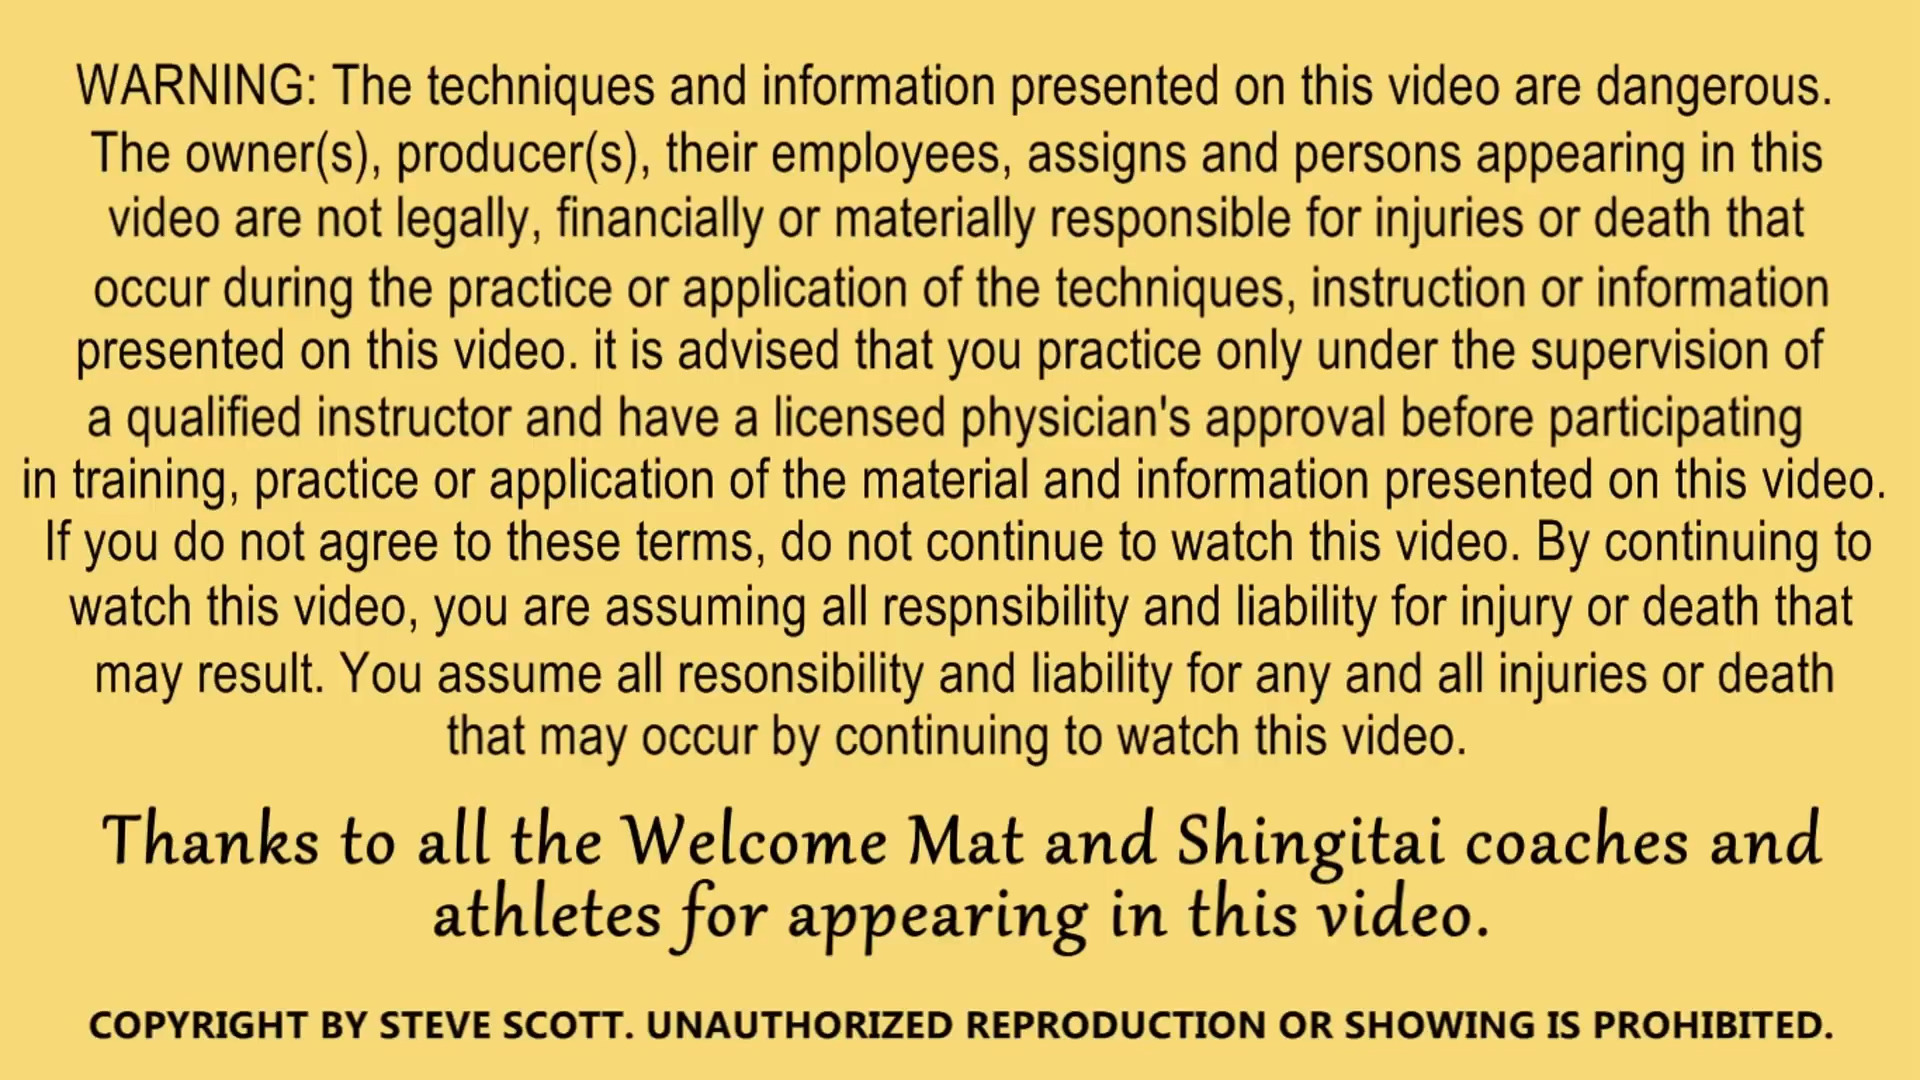 WARNING: The techniques and information presented on this video are dangerous.
The owner(s), producer(s), their employees, assigns and persons appearing in this
video are not legally, financially or materially responsible for injuries or death that
occur during the practice or application of the techniques, instruction or information
presented on this video. it is advised that you practice only under the supervision of
a qualified instructor and have a licensed physician's approval before participating
in training, practice or application of the material and information presented on this video.
If you do not agree to these terms, do not continue to watch this video. By continuing to
watch this video, you are assuming all respnsibility and liability for injury or death that
may result. You assume all resonsibility and liability for any and all injuries or death
that may occur by continuing to watch this video.
Thanks to all the Welcome Mat and Shingitai coaches and
athletes for appearing in this video.
COPYRIGHT BY STEVE SCOTT. UNAUTHORIZED REPRODUCTION OR SHOWING IS PROHIBITED.